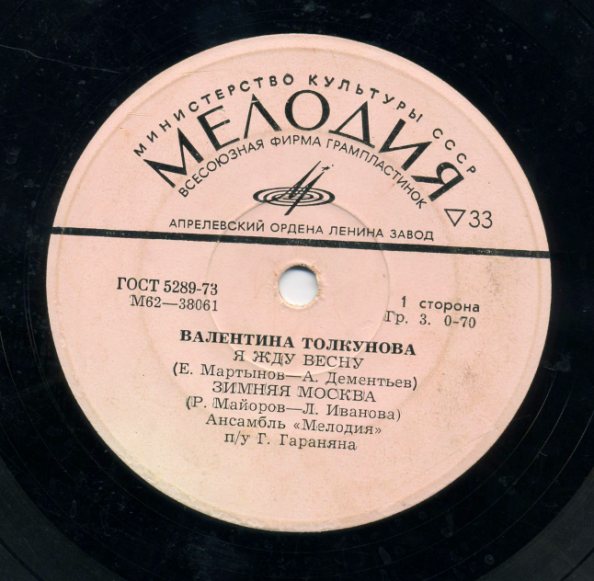 МИНИСТЕРСТВО КУЛЬТУРЫ СССР
МЕЛОДИЯ
ВСЕСОЮЗНАЯ ФИРМА ГРАМПЛАСТИНОК
▽33
АПРЕЛЕВСКИЙ ОРДЕНА ЛЕНИНА ЗАВОД
ГОСТ 5289-73
М62—38061
1 сторона
Гр. 3. 0-70
ВАЛЕНТИНА ТОЛКУНОВА
Я ЖДУ ВЕСНУ
(Е. Мартынов—А. Дементьев)
ЗИМНЯЯ МОСКВА
(Р. Майоров—Л. Иванова)
Ансамбль «Мелодия»
п/у Г. Гараняна